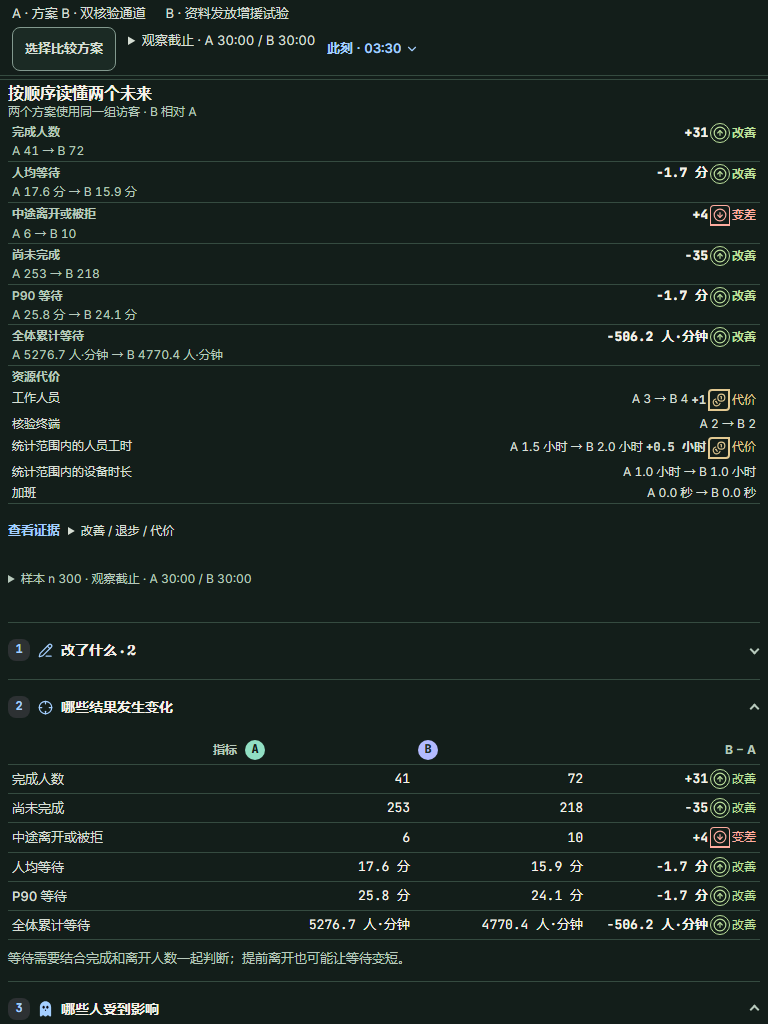 A · 方案 B · 双核验通道 B · 资料发放增援试验
选择比较方案 ▶ 观察截止 · A 30:00 / B 30:00 此刻 · 03:30
按顺序读懂两个未来
两个方案使用同一组访客 · B 相对 A
完成人数 +31 改善
A 41 → B 72
人均等待 -1.7 分 改善
A 17.6 分 → B 15.9 分
中途离开或被拒 +4 变差
A 6 → B 10
尚未完成 -35 改善
A 253 → B 218
P90 等待 -1.7 分 改善
A 25.8 分 → B 24.1 分
全体累计等待 -506.2 人·分钟 改善
A 5276.7 人·分钟 → B 4770.4 人·分钟
资源代价
工作人员 A 3 → B 4 +1 代价
核验终端 A 2 → B 2
统计范围内的人员工时 A 1.5 小时 → B 2.0 小时 +0.5 小时 代价
统计范围内的设备时长 A 1.0 小时 → B 1.0 小时
加班 A 0.0 秒 → B 0.0 秒
查看证据 ▶ 改善 / 退步 / 代价
▶ 样本 n 300 · 观察截止 · A 30:00 / B 30:00
1 改了什么 · 2
2 哪些结果发生变化
指标 A B B − A
完成人数 41 72 +31 改善
尚未完成 253 218 -35 改善
中途离开或被拒 6 10 +4 变差
人均等待 17.6 分 15.9 分 -1.7 分 改善
P90 等待 25.8 分 24.1 分 -1.7 分 改善
全体累计等待 5276.7 人·分钟 4770.4 人·分钟 -506.2 人·分钟 改善
等待需要结合完成和离开人数一起判断；提前离开也可能让等待变短。
3 哪些人受到影响